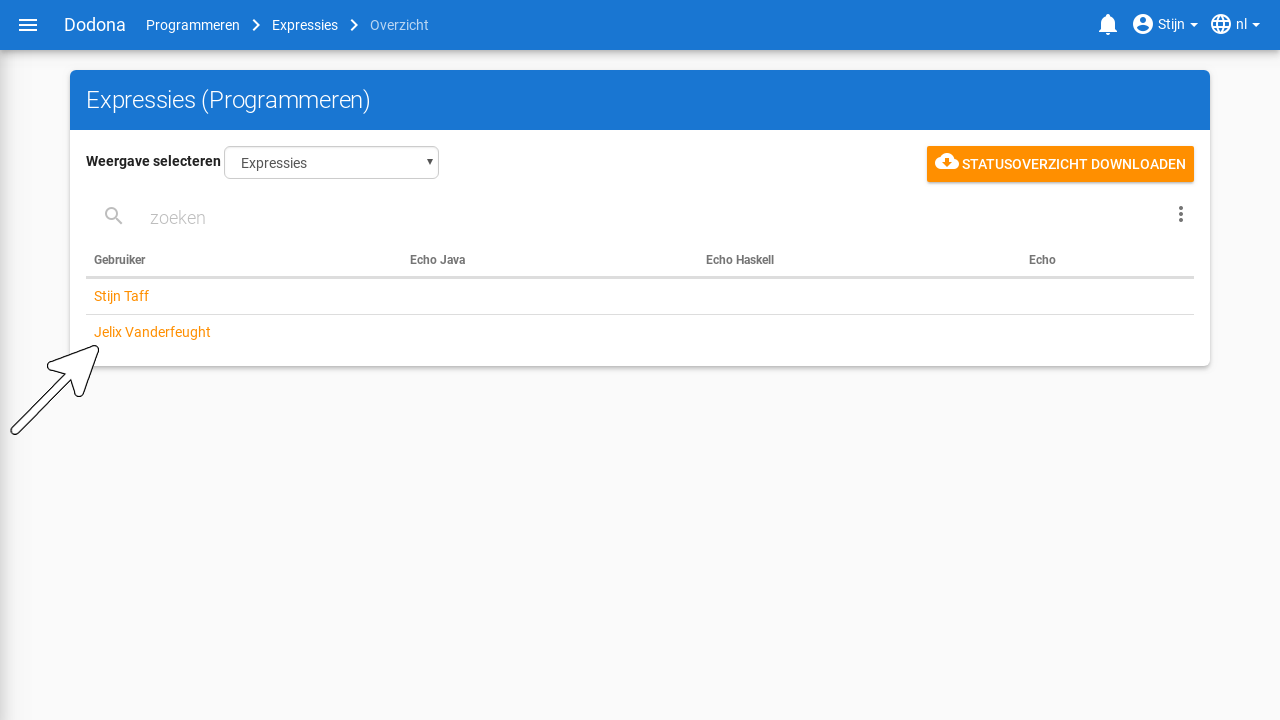 Dodona Programmeren Expressies Overzicht Stijn nl
Expressies (Programmeren)
Weergave selecteren Expressies STATUSOVERZICHT DOWNLOADEN
zoeken
Gebruiker Echo Java Echo Haskell Echo
Stijn Taff
Jelix Vanderfeught